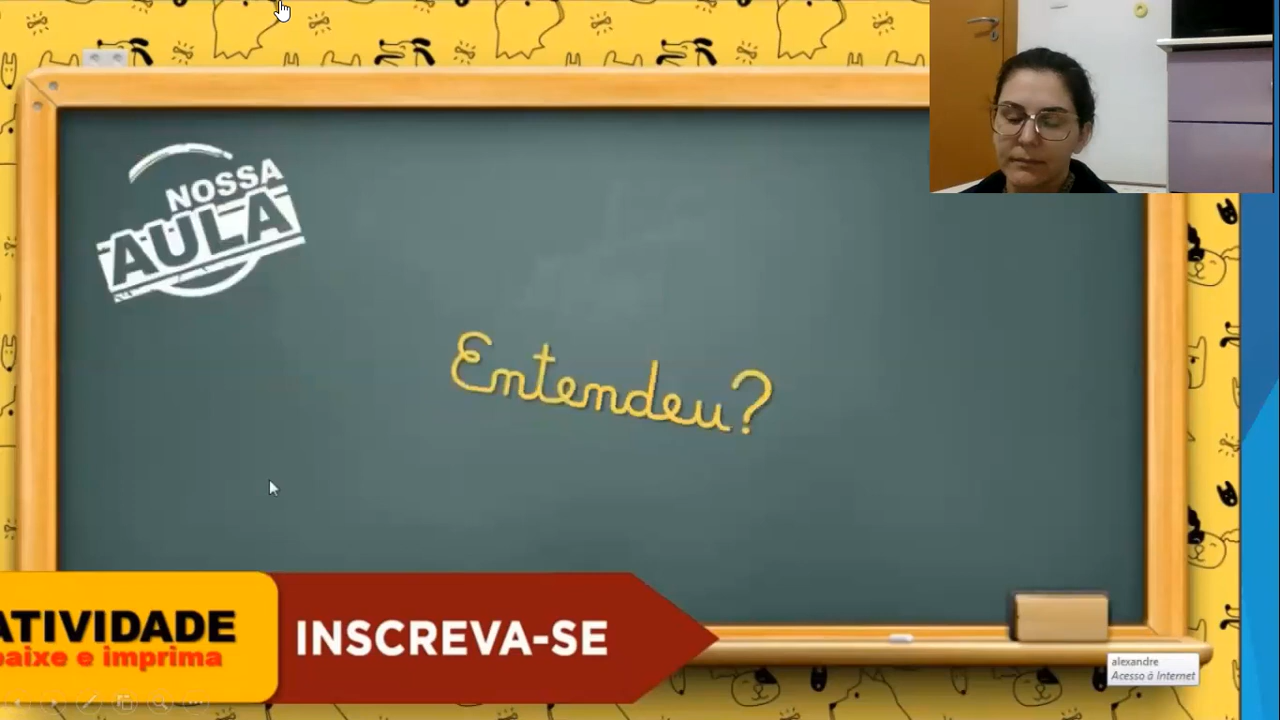 NOSSA
AULA
Entendeu?
ATIVIDADE
baixe e imprima
INSCREVA-SE
alexandre
Acesso à Internet